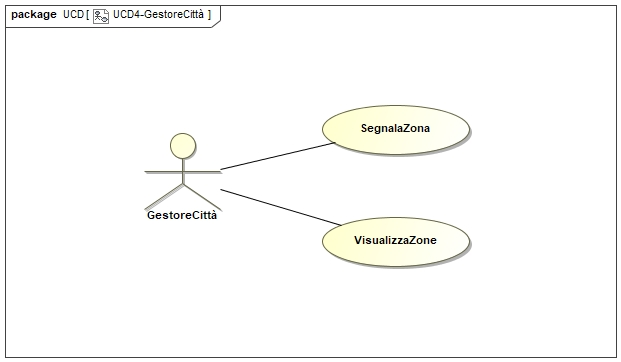 package UCD [ UCD4-GestoreCittà ]
SegnalaZona
GestoreCittà
VisualizzaZone